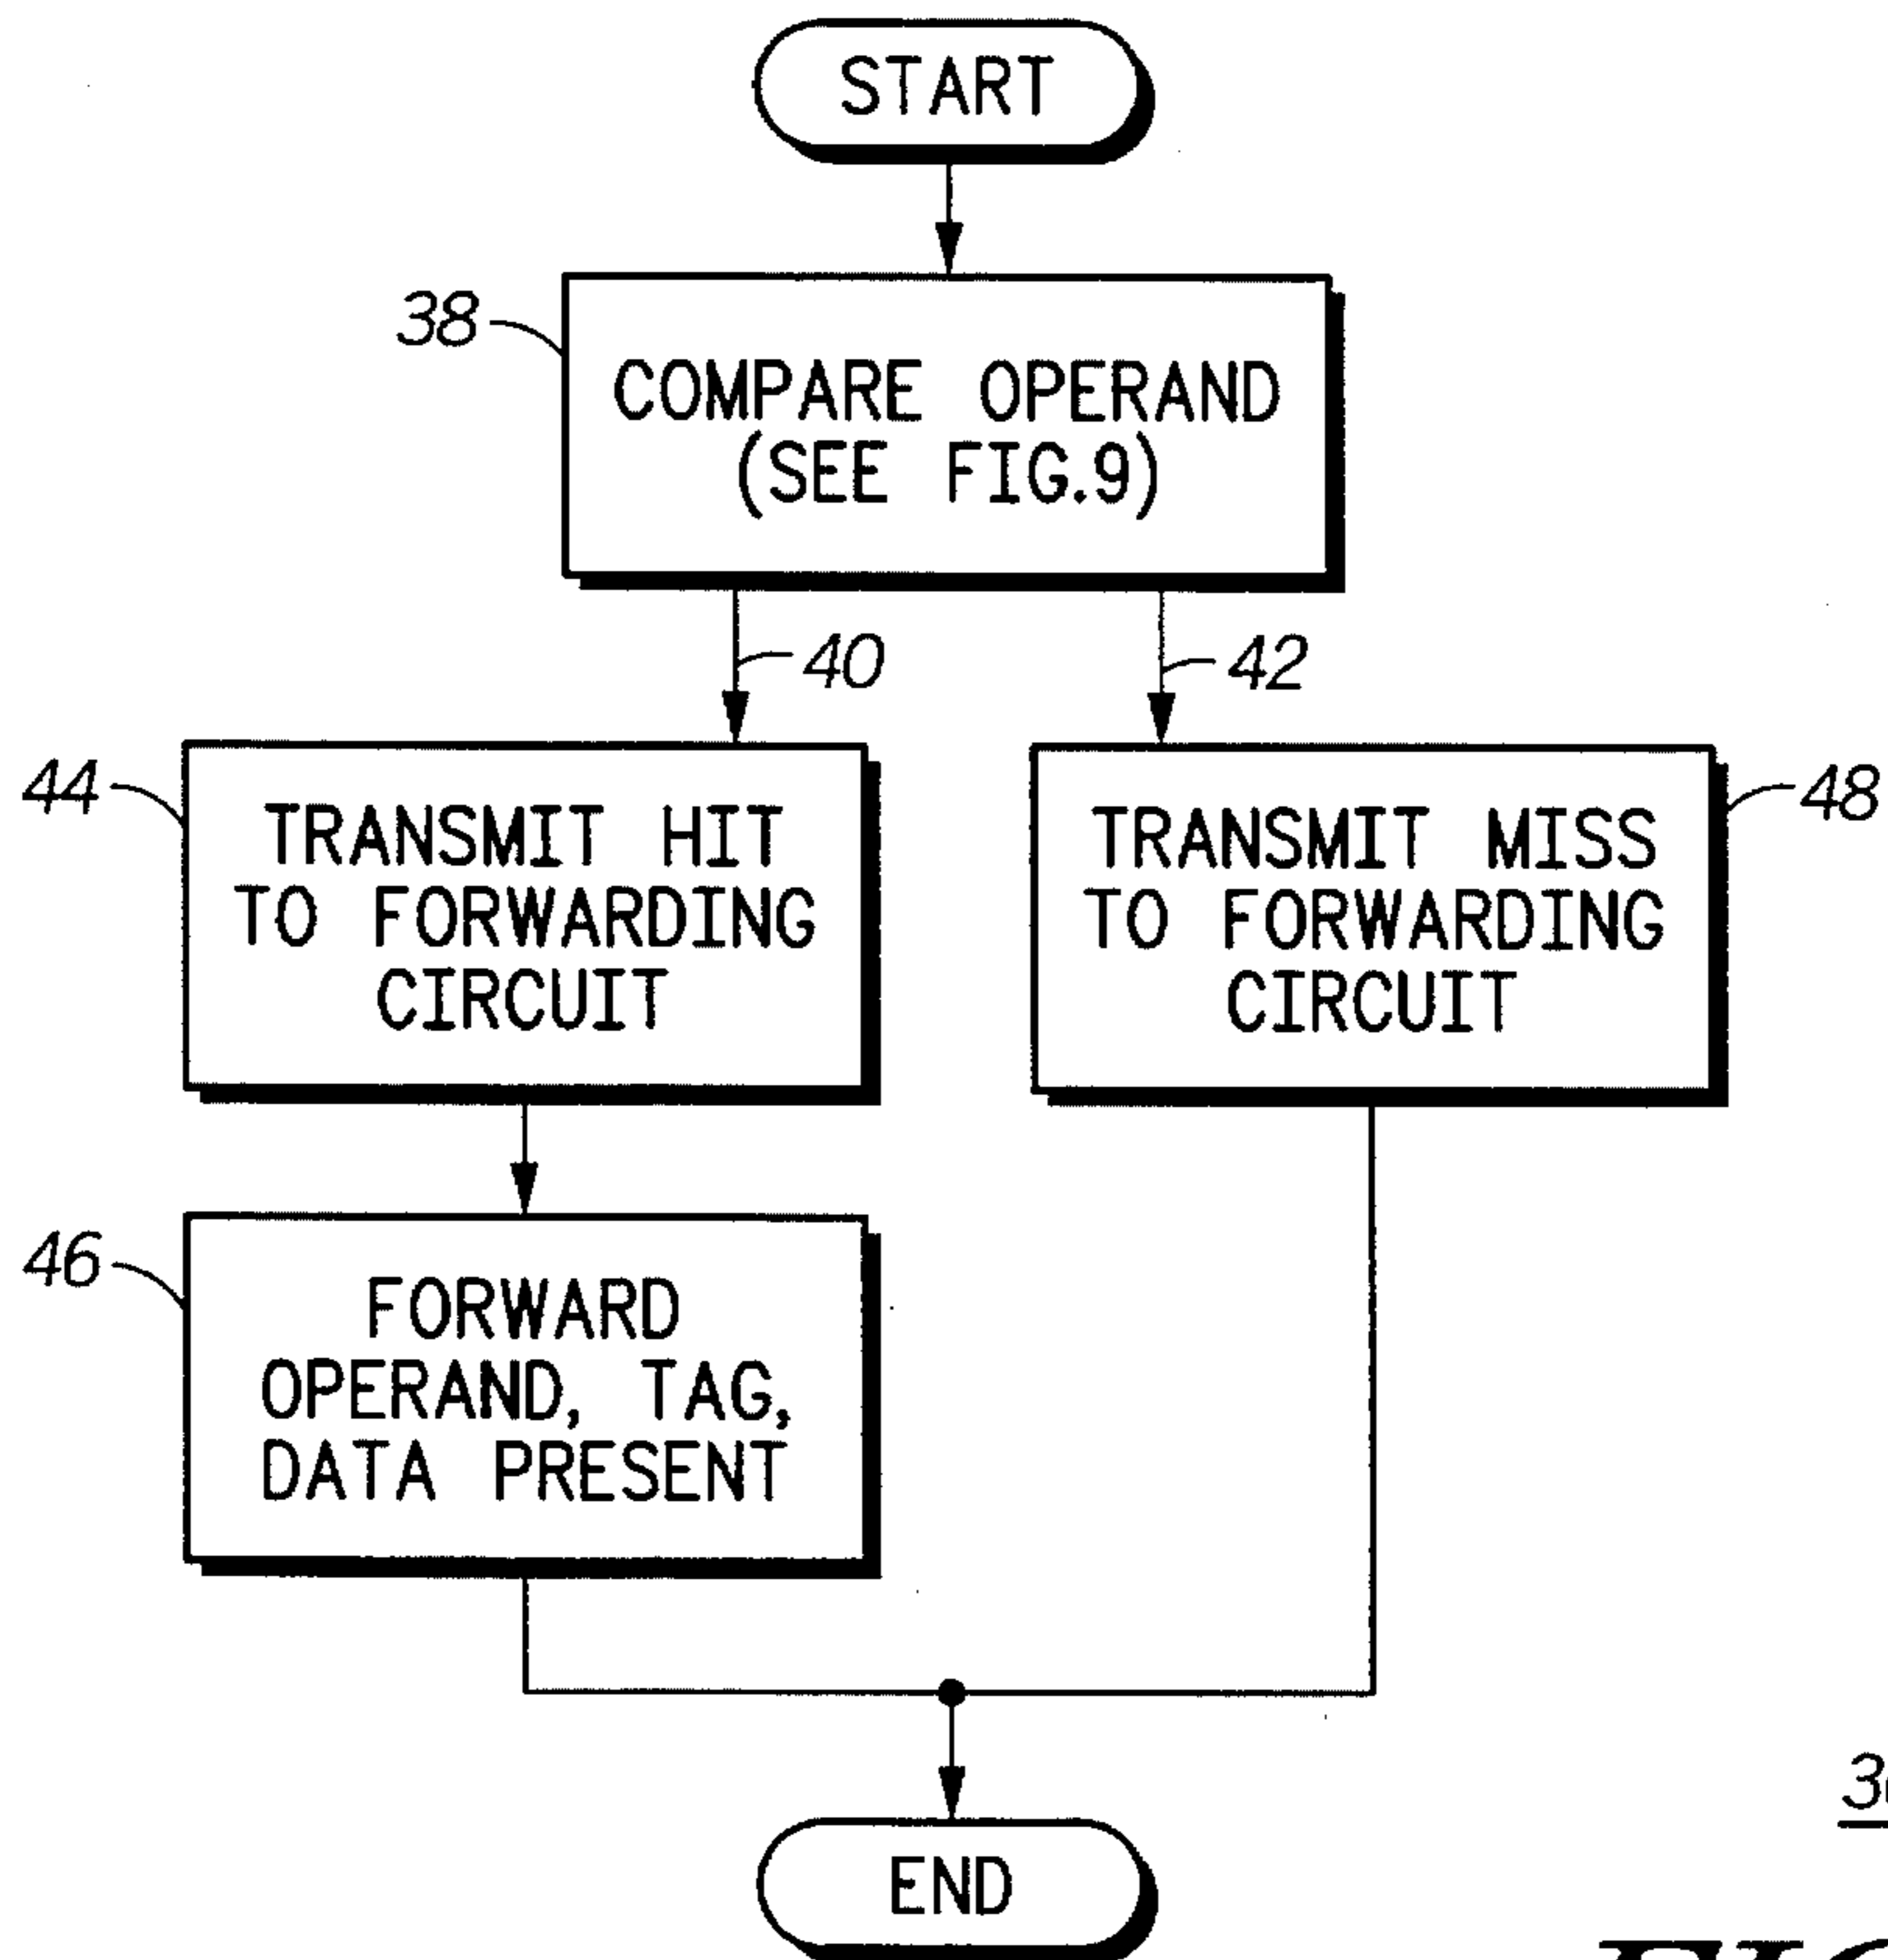 START
38
COMPARE OPERAND
(SEE FIG.9)
40
42
44
TRANSMIT HIT
TO FORWARDING
CIRCUIT
TRANSMIT MISS
TO FORWARDING
CIRCUIT
48
46
FORWARD
OPERAND, TAG,
DATA PRESENT
END